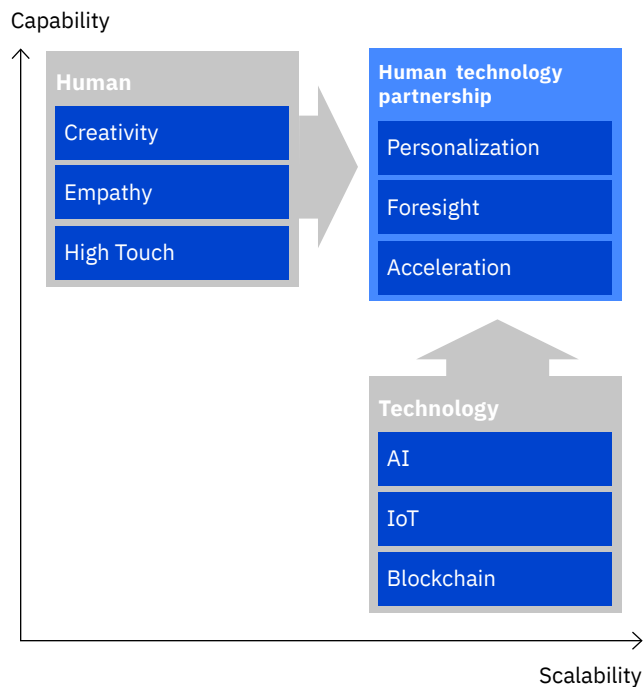 Capability
Human
Creativity
Empathy
High Touch
Human technology
partnership
Personalization
Foresight
Acceleration
Technology
AI
IoT
Blockchain
Scalability